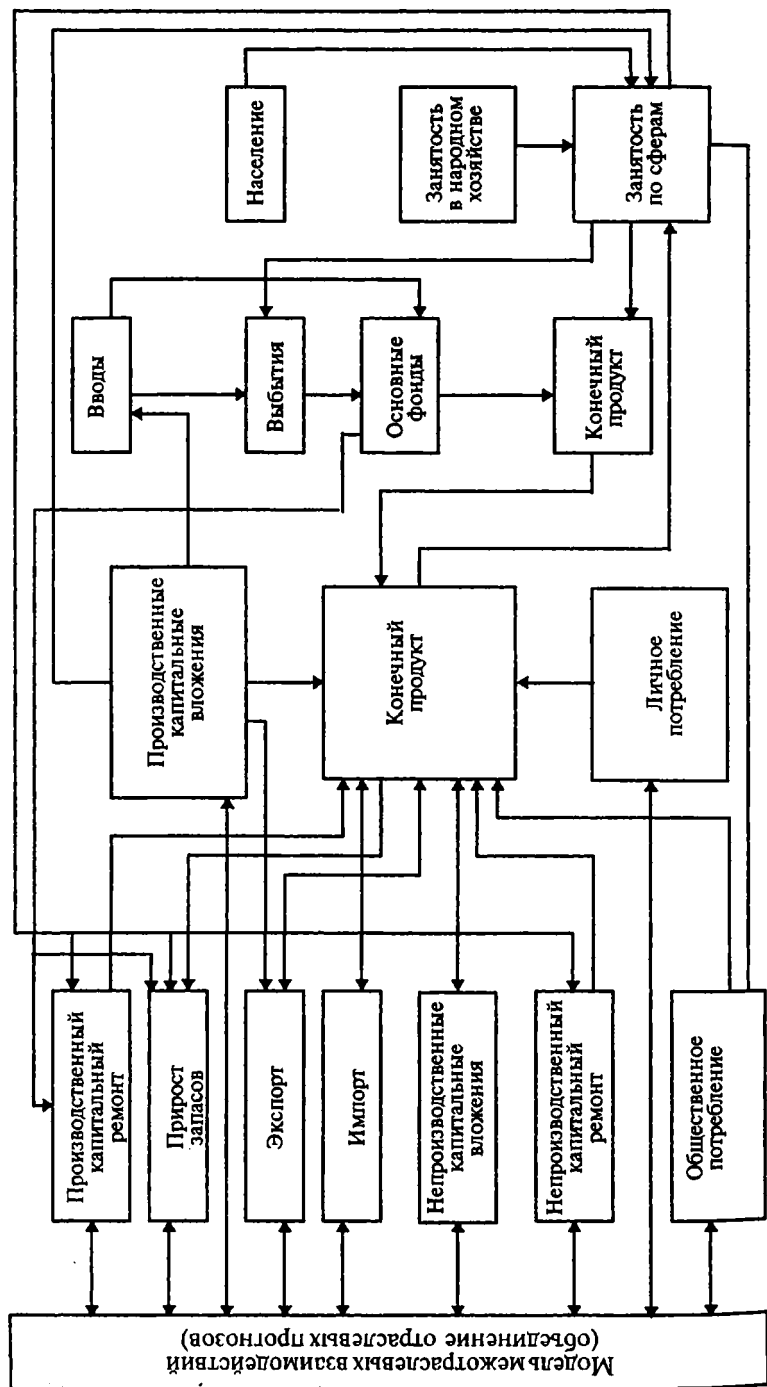 Модель межотраслевых взаимодействий
(объединение отраслевых прогнозов)
Производственный
капитальный
ремонт
Прирост
запасов
Экспорт
Импорт
Непроизводственные
капитальные
вложения
Непроизводственный
капитальный
ремонт
Общественное
потребление
Производственные
капитальные
вложения
Конечный
продукт
Личное
потребление
Вводы
Выбытия
Основные
фонды
Конечный
продукт
Население
Занятость
в народном
хозяйстве
Занятость
по сферам